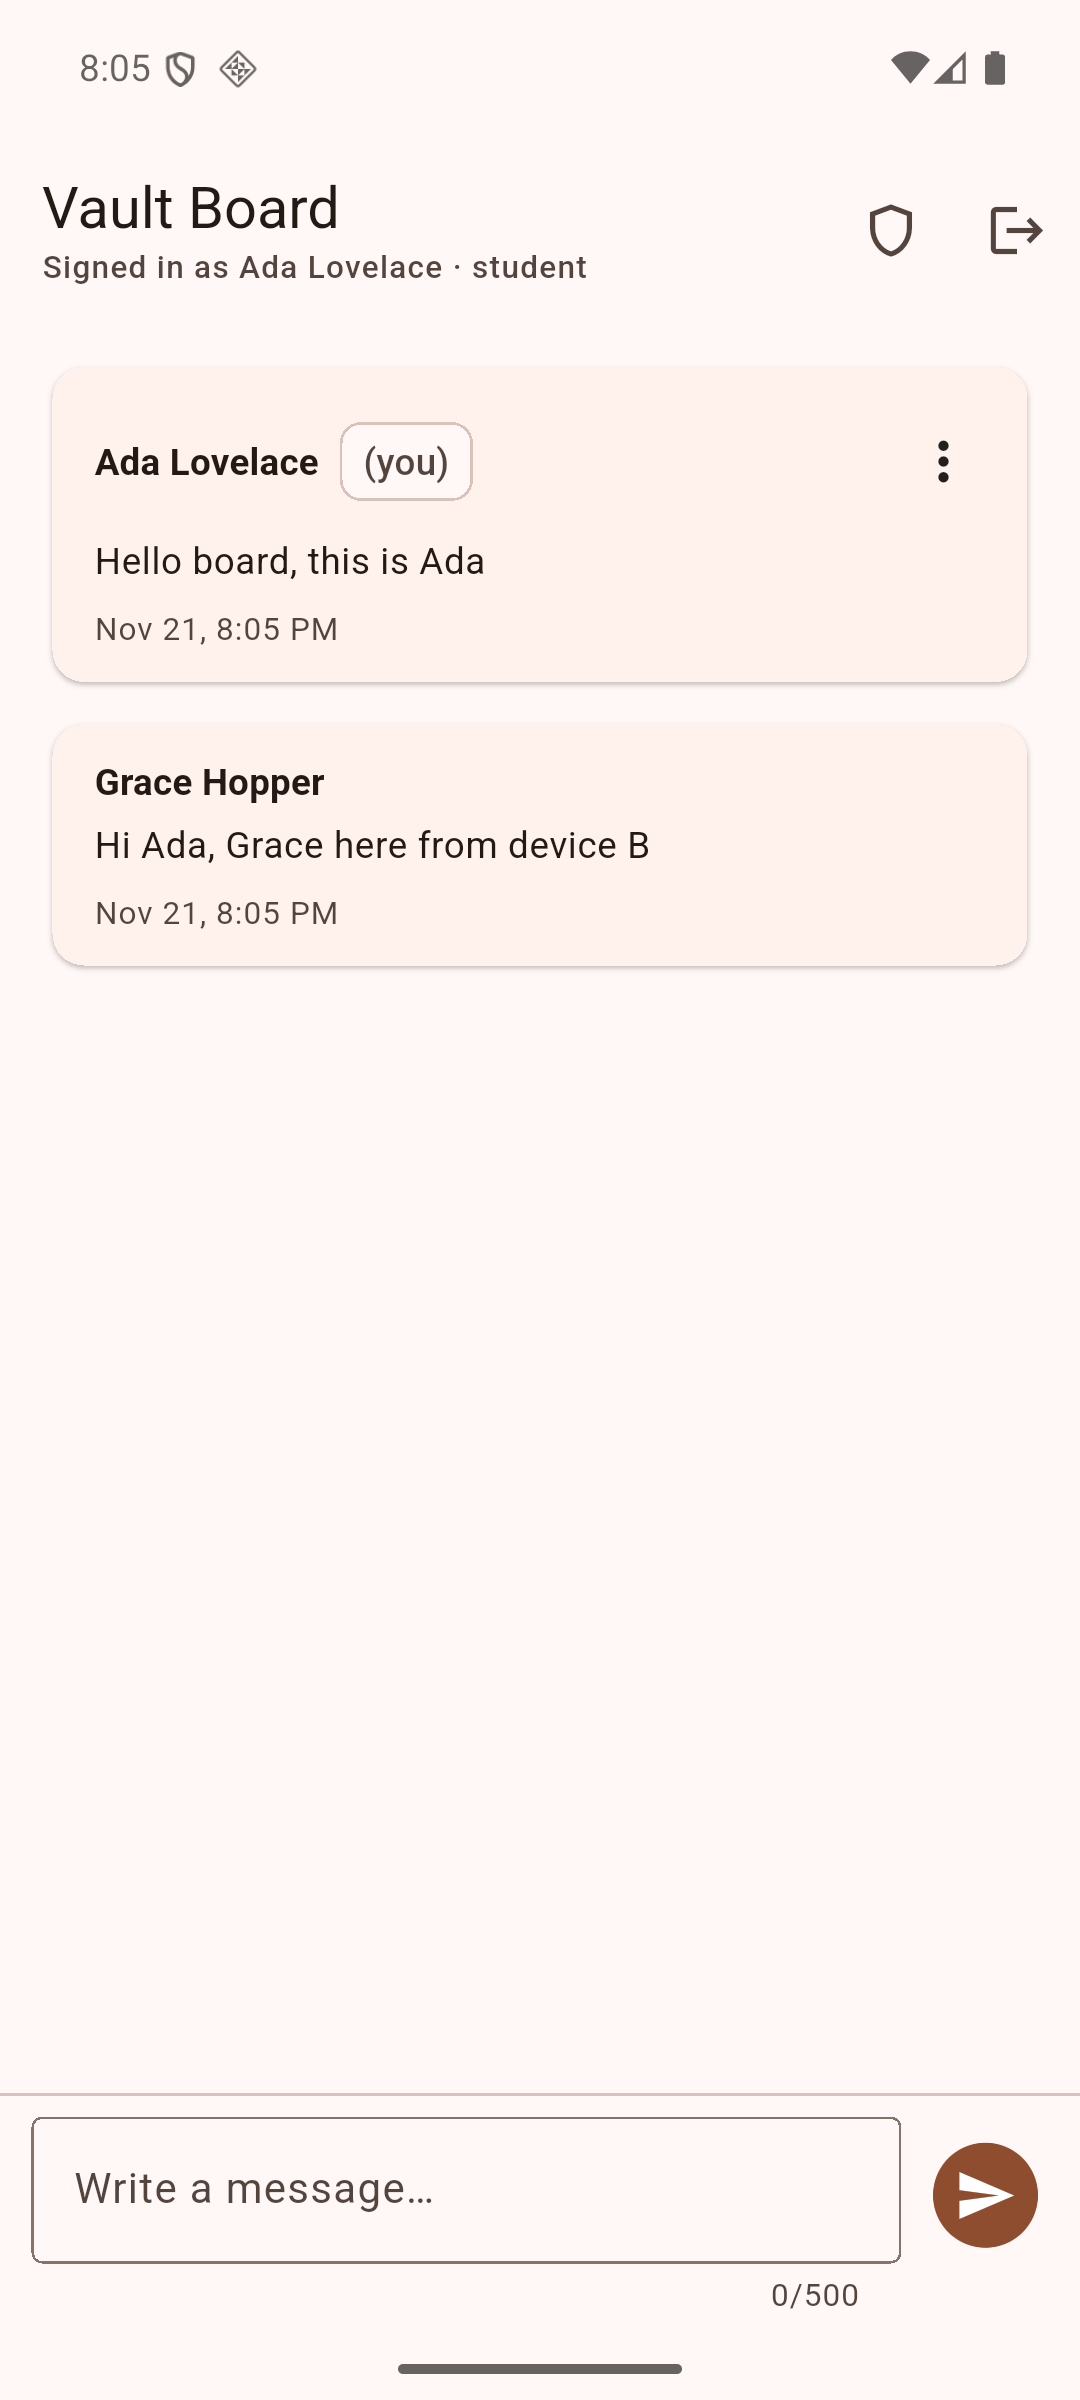 8:05
Vault Board
Signed in as Ada Lovelace · student
Ada Lovelace (you)
Hello board, this is Ada
Nov 21, 8:05 PM
Grace Hopper
Hi Ada, Grace here from device B
Nov 21, 8:05 PM
Write a message…
0/500